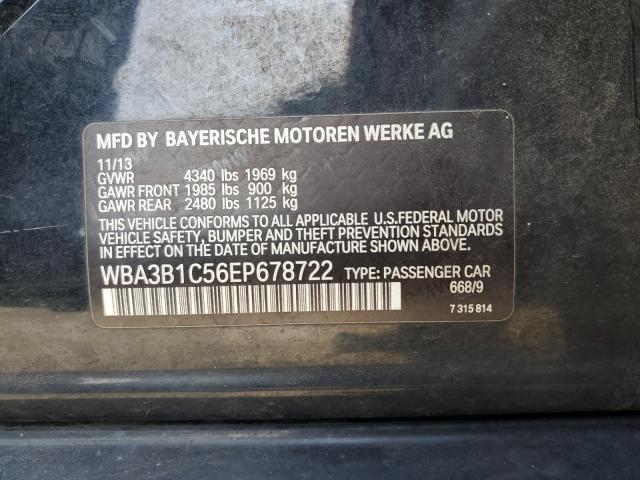 MFD BY BAYERISCHE MOTOREN WERKE AG
11/13
GVWR 4340 lbs 1969 kg
GAWR FRONT 1985 lbs 900 kg
GAWR REAR 2480 lbs 1125 kg
THIS VEHICLE CONFORMS TO ALL APPLICABLE U.S.FEDERAL MOTOR
VEHICLE SAFETY, BUMPER AND THEFT PREVENTION STANDARDS
IN EFFECT ON THE DATE OF MANUFACTURE SHOWN ABOVE.
WBA3B1C56EP678722 TYPE: PASSENGER CAR
668/9
7 315 814